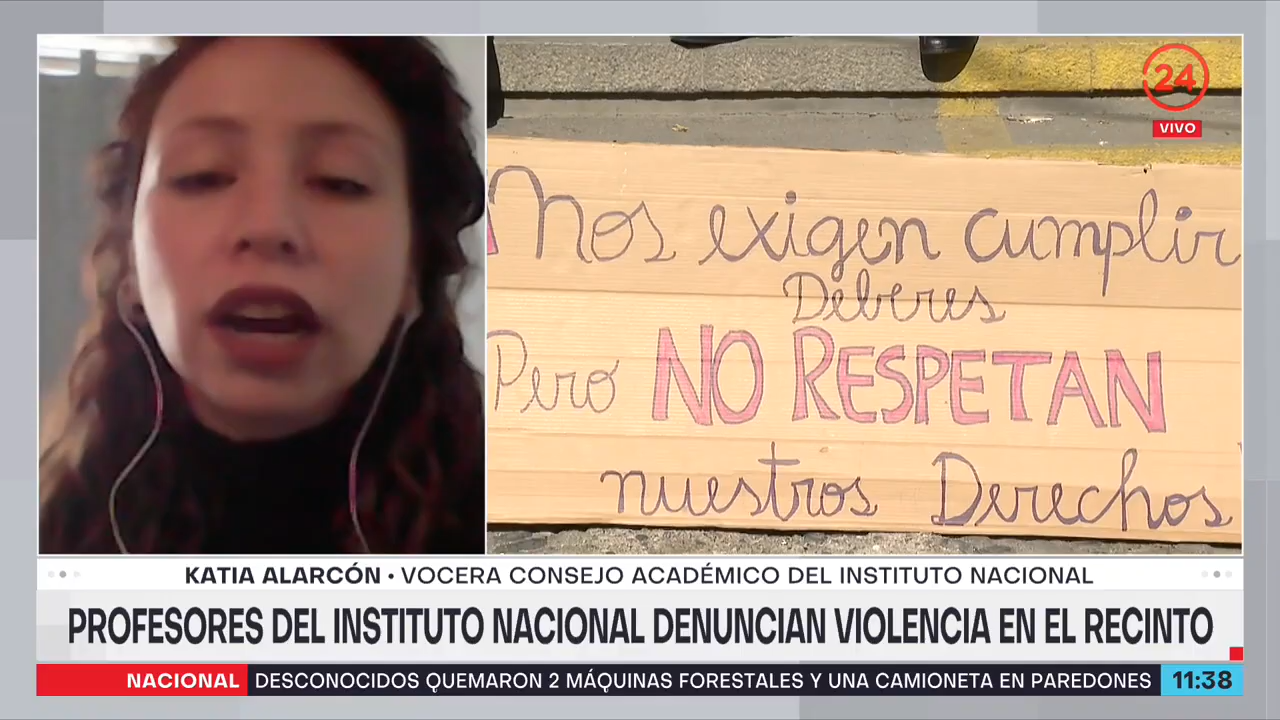 24
VIVO
Nos exigen cumplir
Deberes
Pero NO RESPETAN
nuestros Derechos
KATIA ALARCÓN • VOCERA CONSEJO ACADÉMICO DEL INSTITUTO NACIONAL
PROFESORES DEL INSTITUTO NACIONAL DENUNCIAN VIOLENCIA EN EL RECINTO
NACIONAL DESCONOCIDOS QUEMARON 2 MÁQUINAS FORESTALES Y UNA CAMIONETA EN PAREDONES 11:38